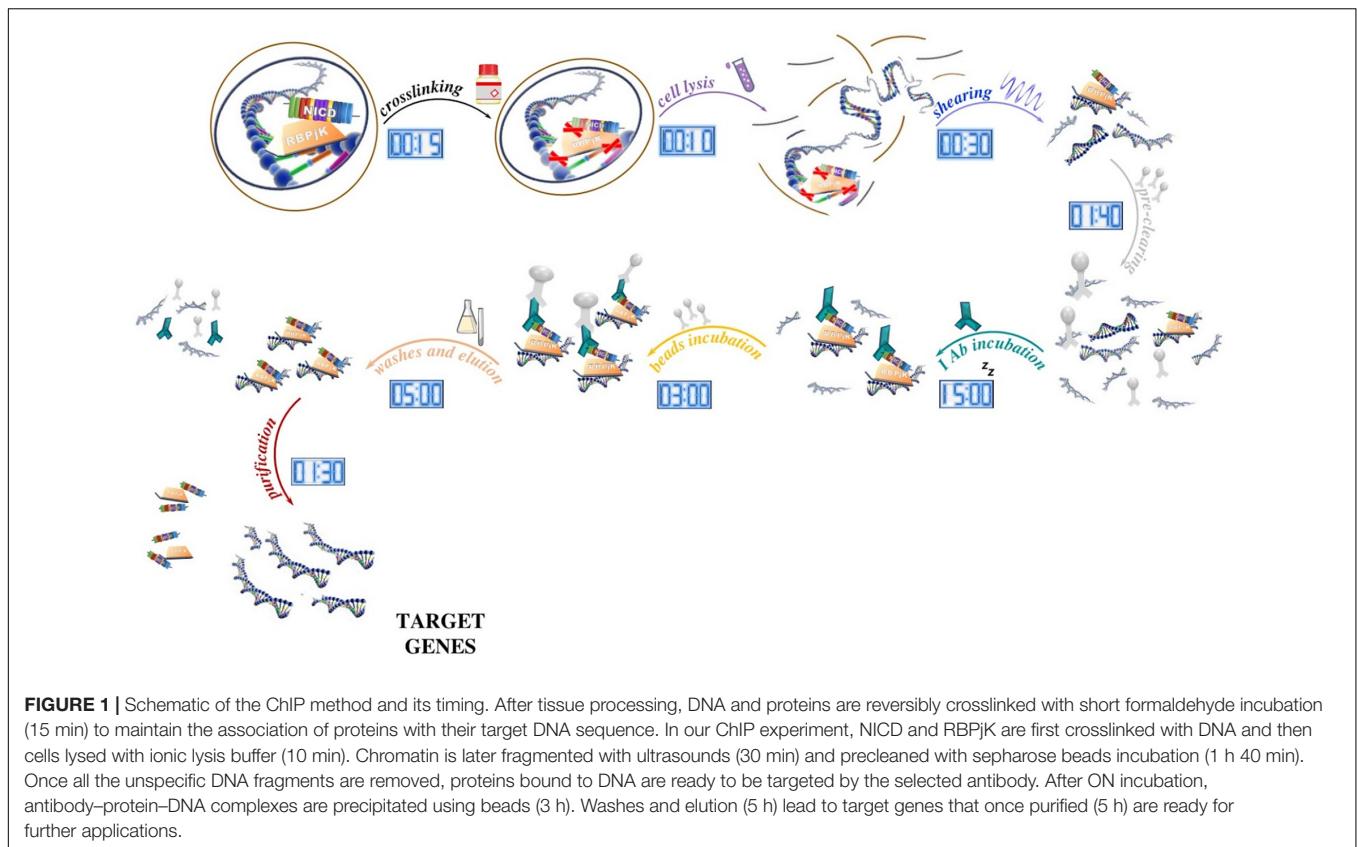 crosslinking
cell lysis
shearing
NICD
RBPjK
00:15
00:10
00:30
RBPjK
01:40
pre-clearing
washes and elution
beads incubation
I Ab incubation
z z
05:00
03:00
15:00
purification
01:30
TARGET
GENES
FIGURE 1 | Schematic of the ChIP method and its timing. After tissue processing, DNA and proteins are reversibly crosslinked with short formaldehyde incubation
(15 min) to maintain the association of proteins with their target DNA sequence. In our ChIP experiment, NICD and RBPjK are first crosslinked with DNA and then
cells lysed with ionic lysis buffer (10 min). Chromatin is later fragmented with ultrasounds (30 min) and precleaned with sepharose beads incubation (1 h 40 min).
Once all the unspecific DNA fragments are removed, proteins bound to DNA are ready to be targeted by the selected antibody. After ON incubation,
antibody–protein–DNA complexes are precipitated using beads (3 h). Washes and elution (5 h) lead to target genes that once purified (5 h) are ready for
further applications.